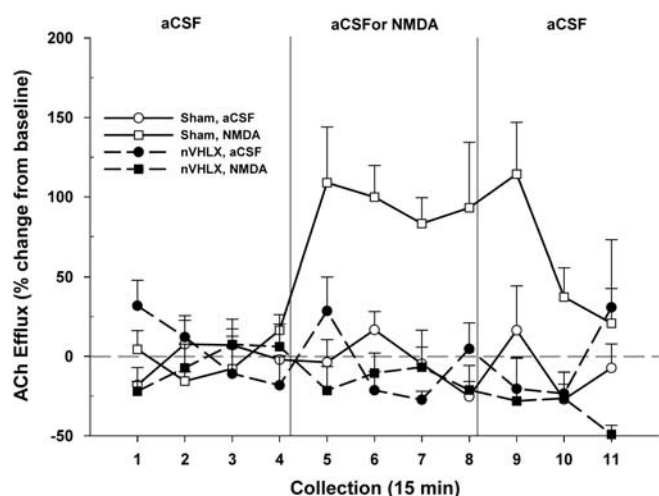 aCSF aCSFor NMDA aCSF
200
150
100
50
0
-50
ACh Efflux (% change from baseline)
Sham, aCSF
Sham, NMDA
nVHLX, aCSF
nVHLX, NMDA
1 2 3 4 5 6 7 8 9 10 11
Collection (15 min)